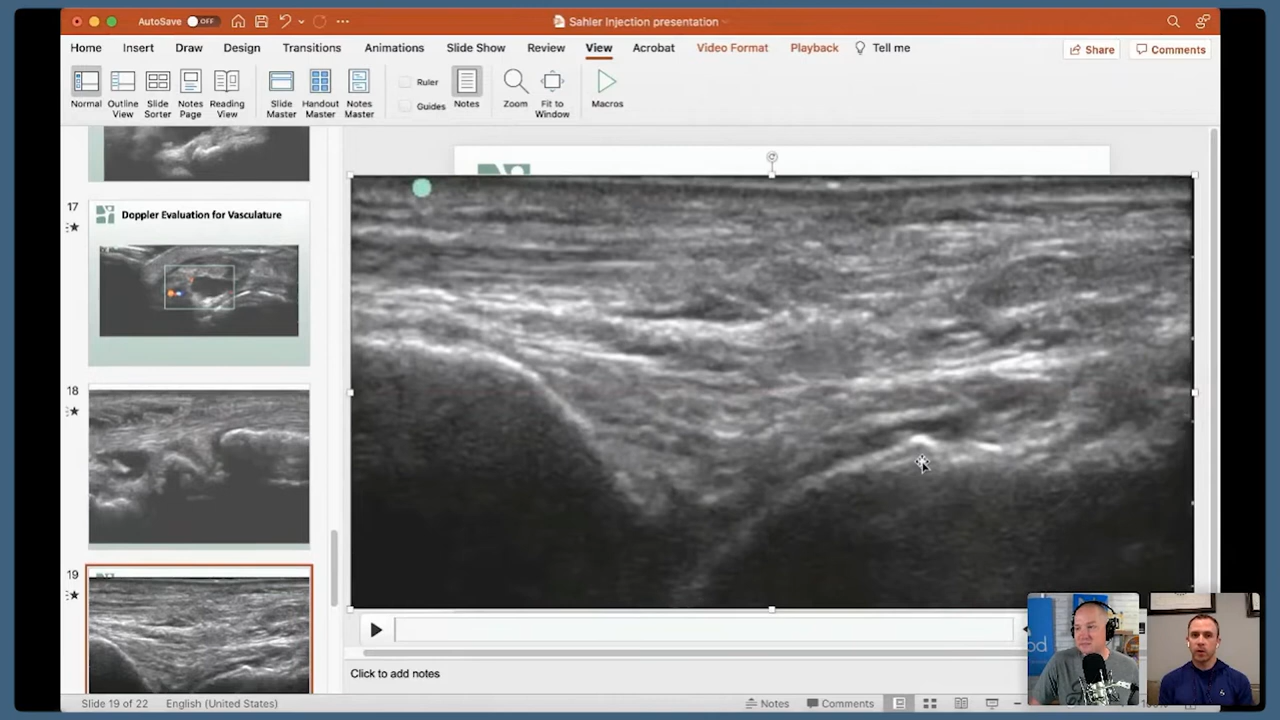 AutoSave OFF
Sahler Injection presentation
Home Insert Draw Design Transitions Animations Slide Show Review View Acrobat Video Format Playback Tell me
Share Comments
Normal
Outline View
Slide Sorter
Notes Page
Reading View
Slide Master
Handout Master
Notes Master
Ruler
Guides
Notes
Zoom
Fit to Window
Macros
17
Doppler Evaluation for Vasculature
18
19
Click to add notes
Slide 19 of 22 English (United States) Notes Comments